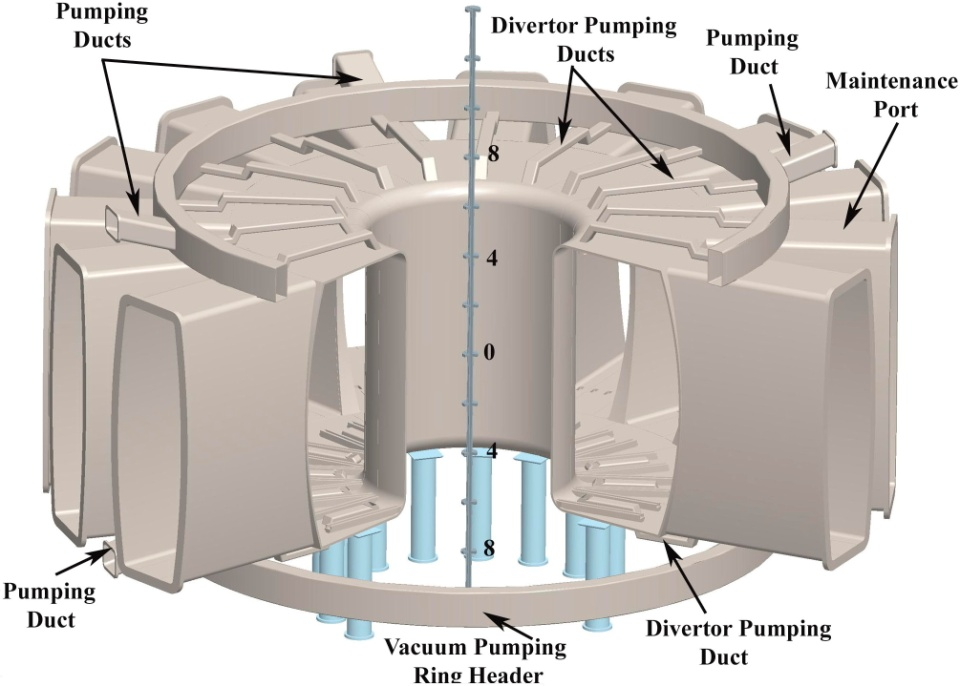 Pumping
Ducts
Divertor Pumping
Ducts
Pumping
Duct
Maintenance
Port
8
4
0
4
8
Pumping
Duct
Vacuum Pumping
Ring Header
Divertor Pumping
Duct